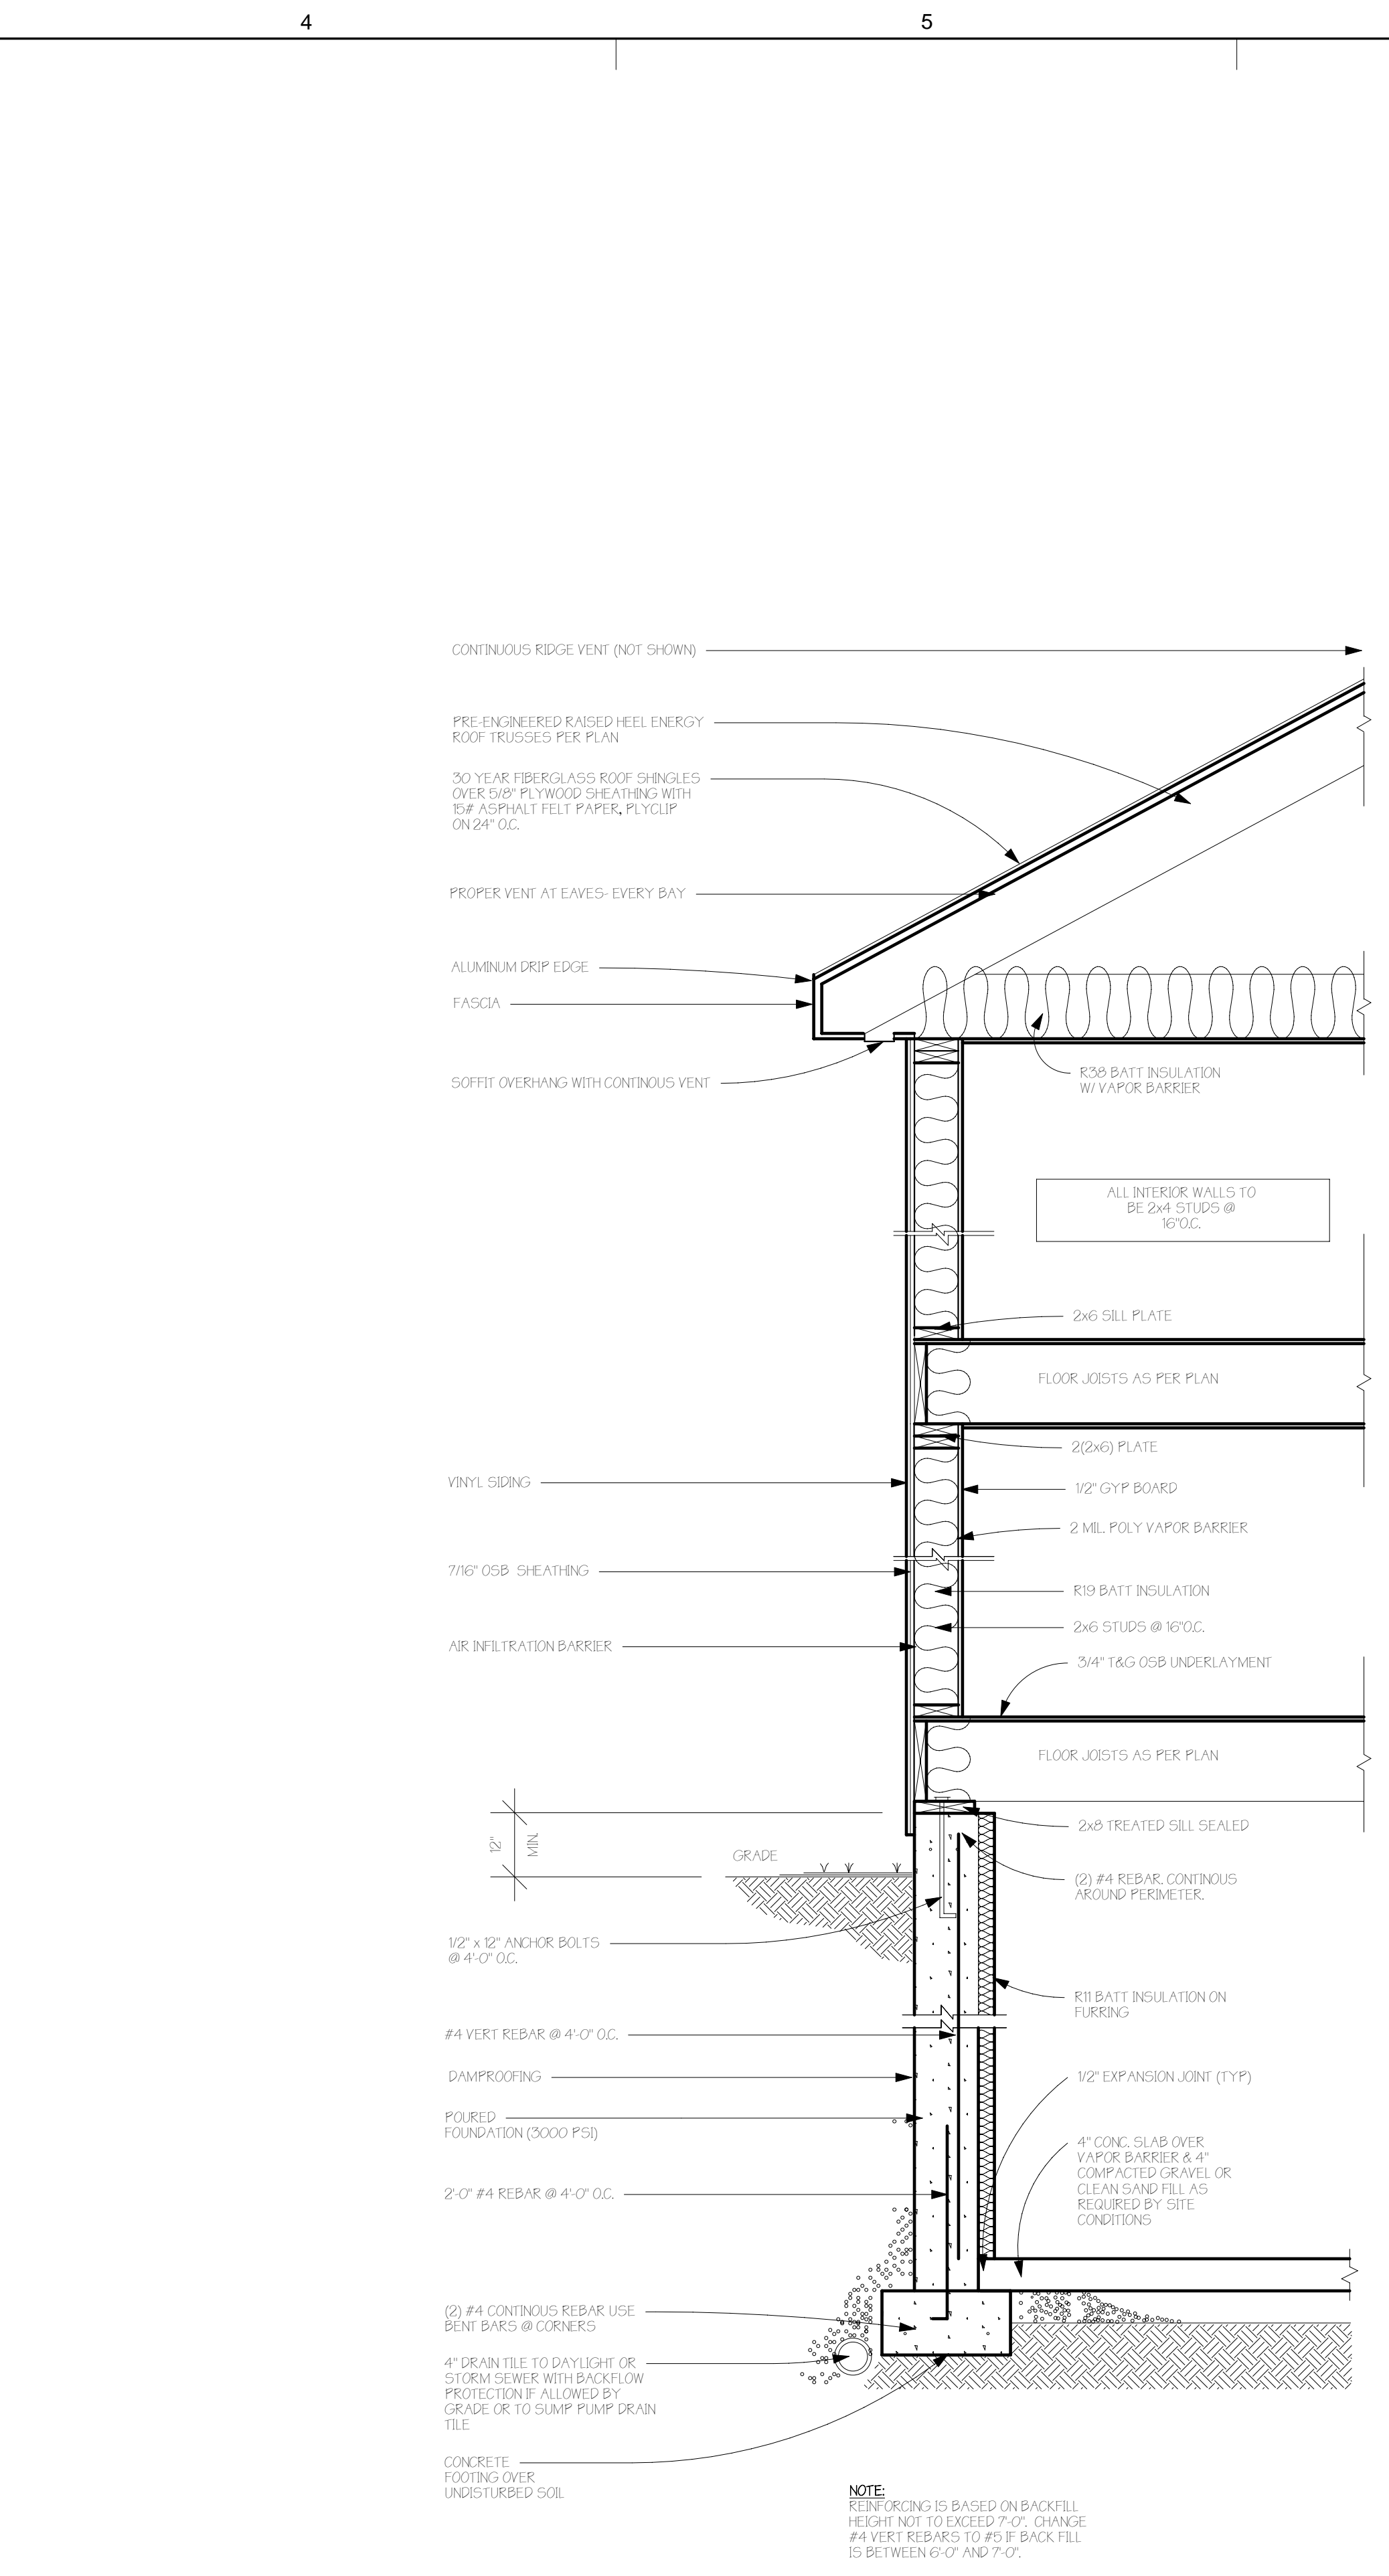 4
5
CONTINUOUS RIDGE VENT (NOT SHOWN)
PRE-ENGINEERED RAISED HEEL ENERGY
ROOF TRUSSES PER PLAN
30 YEAR FIBERGLASS ROOF SHINGLES
OVER 5/8" PLYWOOD SHEATHING WITH
15# ASPHALT FELT PAPER, PLYCLIP
ON 24" O.C.
PROPER VENT AT EAVES- EVERY BAY
ALUMINUM DRIP EDGE
FASCIA
SOFFIT OVERHANG WITH CONTINOUS VENT
R38 BATT INSULATION
W/ VAPOR BARRIER
ALL INTERIOR WALLS TO
BE 2x4 STUDS @
16"O.C.
2x6 SILL PLATE
FLOOR JOISTS AS PER PLAN
2(2x6) PLATE
VINYL SIDING
1/2" GYP BOARD
2 MIL. POLY VAPOR BARRIER
7/16" OSB SHEATHING
R19 BATT INSULATION
2x6 STUDS @ 16"O.C.
AIR INFILTRATION BARRIER
3/4" T&G OSB UNDERLAYMENT
FLOOR JOISTS AS PER PLAN
2x8 TREATED SILL SEALED
12"
MIN.
GRADE
(2) #4 REBAR. CONTINOUS
AROUND PERIMETER.
1/2" x 12" ANCHOR BOLTS
@ 4'-0" O.C.
R11 BATT INSULATION ON
FURRING
#4 VERT REBAR @ 4'-0" O.C.
DAMPROOFING
1/2" EXPANSION JOINT (TYP)
POURED
FOUNDATION (3000 PSI)
4" CONC. SLAB OVER
VAPOR BARRIER & 4"
COMPACTED GRAVEL OR
CLEAN SAND FILL AS
REQUIRED BY SITE
CONDITIONS
2'-0" #4 REBAR @ 4'-0" O.C.
(2) #4 CONTINOUS REBAR USE
BENT BARS @ CORNERS
4" DRAIN TILE TO DAYLIGHT OR
STORM SEWER WITH BACKFLOW
PROTECTION IF ALLOWED BY
GRADE OR TO SUMP PUMP DRAIN
TILE
CONCRETE
FOOTING OVER
UNDISTURBED SOIL
NOTE:
REINFORCING IS BASED ON BACKFILL
HEIGHT NOT TO EXCEED 7'-0". CHANGE
#4 VERT REBARS TO #5 IF BACK FILL
IS BETWEEN 6'-0" AND 7'-0".